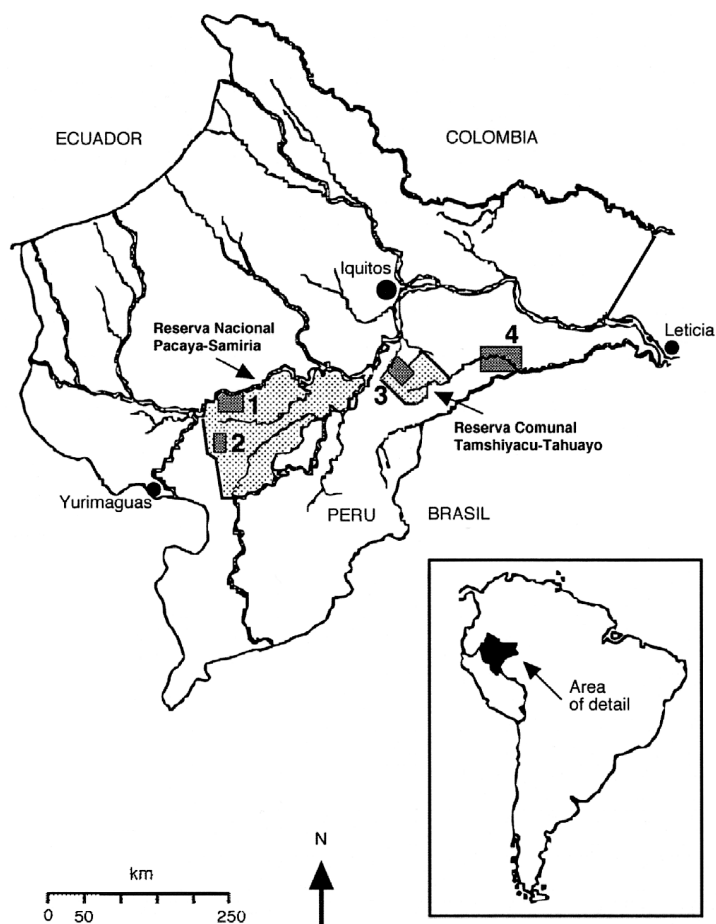 ECUADOR
COLOMBIA
Iquitos
Reserva Nacional
Pacaya-Samiria
4
Leticia
1
3
2
Reserva Comunal
Tamshiyacu-Tahuayo
Yurimaguas
PERU
BRASIL
Area
of detail
N
km
0 50 250